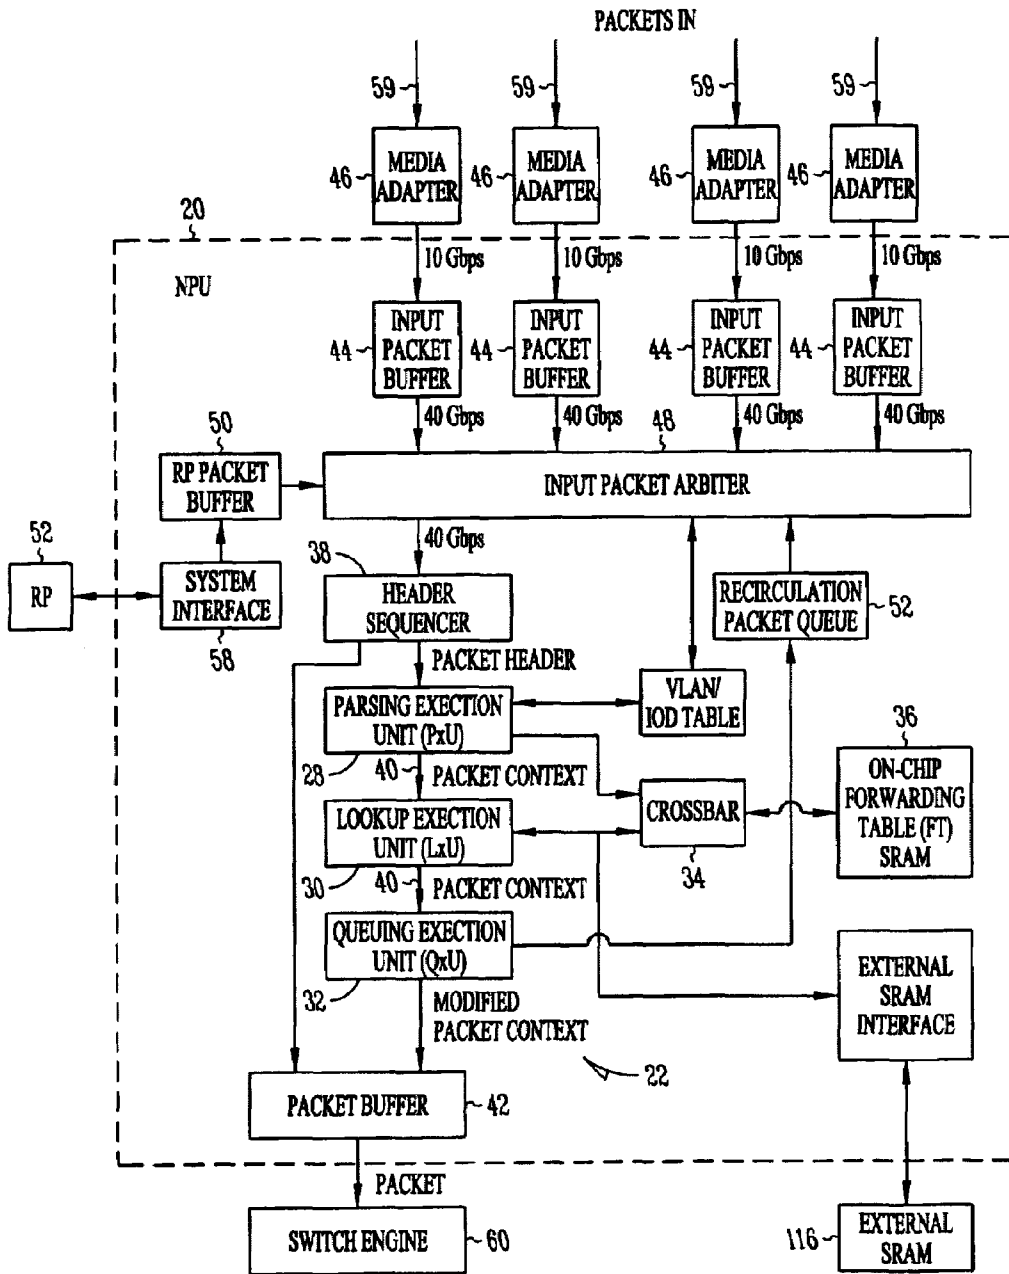 PACKETS IN
59 59 59 59
46 MEDIA ADAPTER
46 MEDIA ADAPTER
46 MEDIA ADAPTER
46 MEDIA ADAPTER
20
NPU
10 Gbps 10 Gbps 10 Gbps 10 Gbps
44 INPUT PACKET BUFFER
44 INPUT PACKET BUFFER
44 INPUT PACKET BUFFER
44 INPUT PACKET BUFFER
40 Gbps 40 Gbps 40 Gbps 40 Gbps
50
48
RP PACKET
BUFFER
INPUT PACKET ARBITER
40 Gbps
52
RP
SYSTEM
INTERFACE
58
38
HEADER
SEQUENCER
RECIRCULATION
PACKET QUEUE
52
PACKET HEADER
PARSING EXECTION
UNIT (PxU)
28
VLAN/
IOD TABLE
40 PACKET CONTEXT
CROSSBAR
34
36
ON-CHIP
FORWARDING
TABLE (FT)
SRAM
LOOKUP EXECTION
UNIT (LxU)
30
40 PACKET CONTEXT
QUEUING EXECTION
UNIT (QxU)
32
MODIFIED
PACKET CONTEXT
EXTERNAL
SRAM
INTERFACE
22
PACKET BUFFER 42
PACKET
SWITCH ENGINE 60
116 EXTERNAL
SRAM